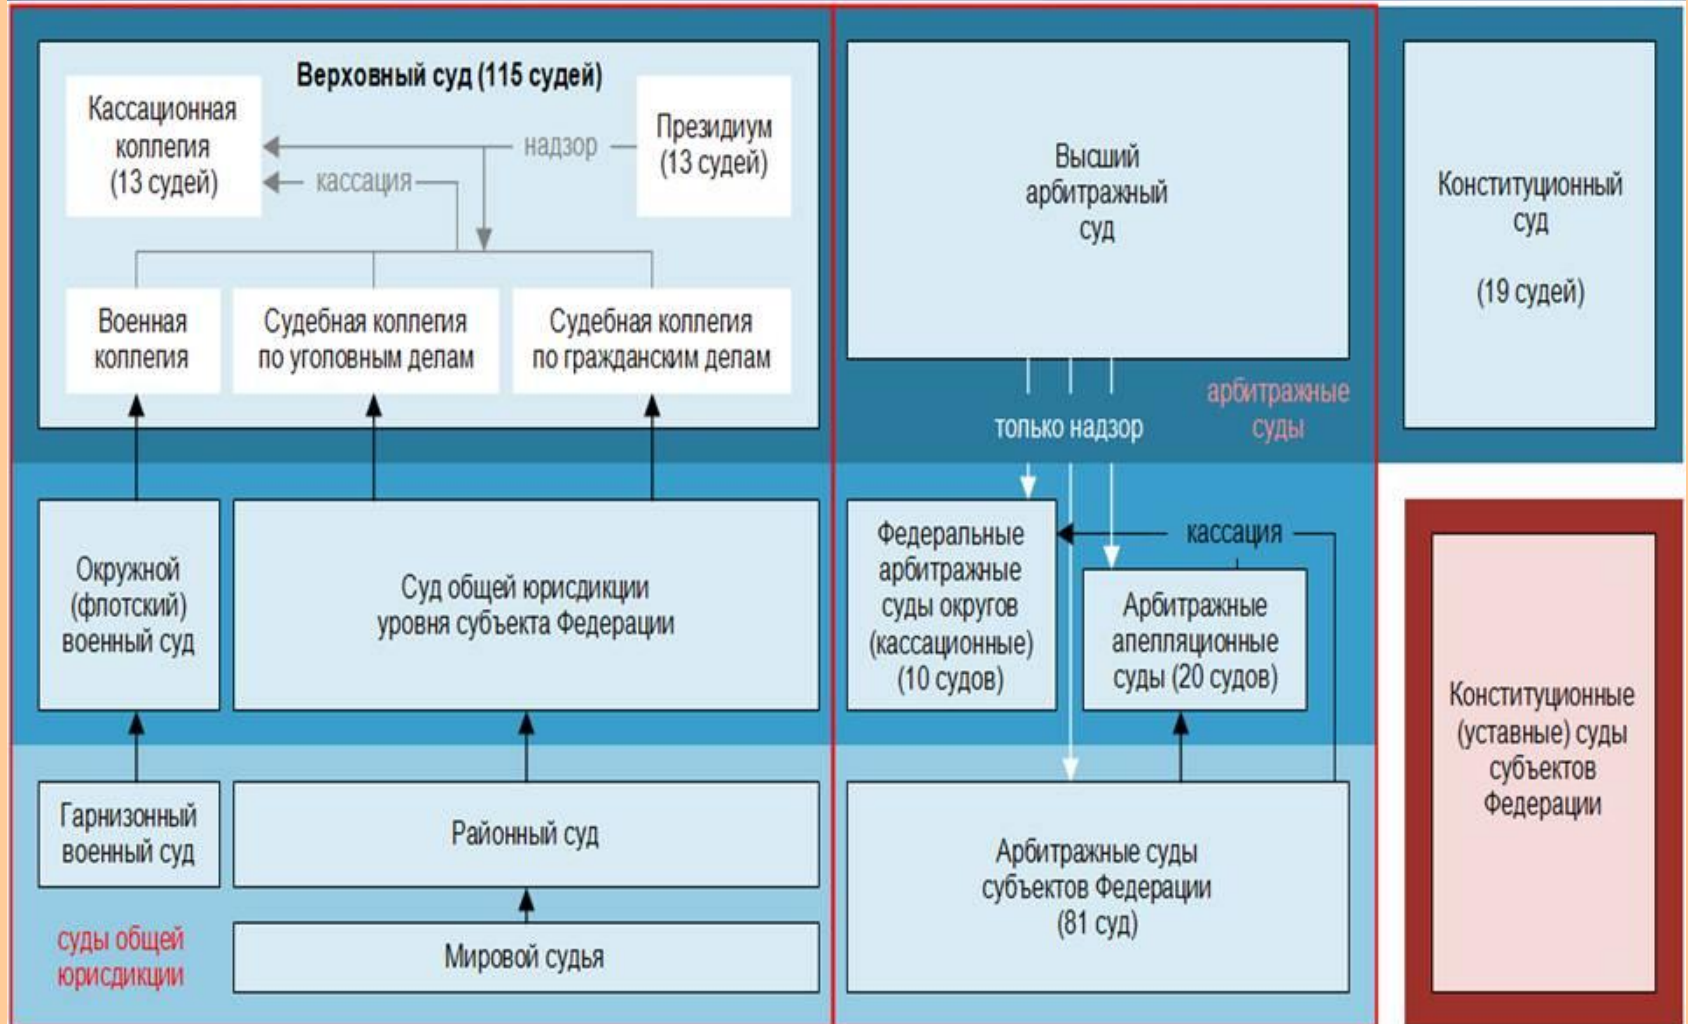 Верховный суд (115 судей)
Кассационная
коллегия
(13 судей)
надзор
кассация
Президиум
(13 судей)
Военная
коллегия
Судебная коллегия
по уголовным делам
Судебная коллегия
по гражданским делам
Окружной
(флотский)
военный суд
Суд общей юрисдикции
уровня субъекта Федерации
Гарнизонный
военный суд
Районный суд
Мировой судья
суды общей
юрисдикции
Высший
арбитражный
суд
арбитражные
суды
только надзор
Федеральные
арбитражные
суды округов
(кассационные)
(10 судов)
кассация
Арбитражные
апелляционные
суды (20 судов)
Арбитражные суды
субъектов Федерации
(81 суд)
Конституционный
суд
(19 судей)
Конституционные
(уставные) суды
субъектов
Федерации